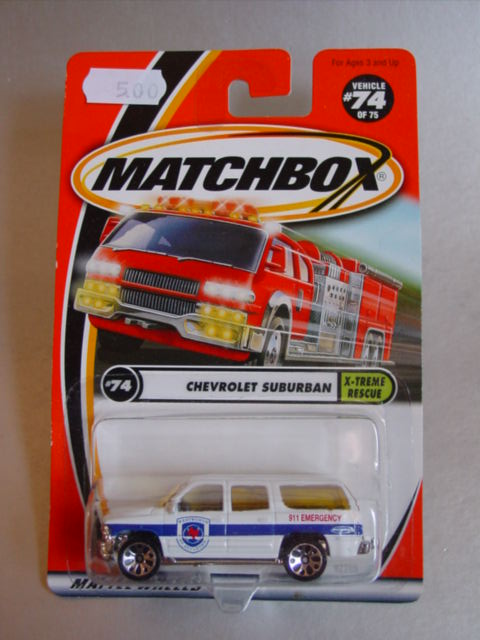 For Ages 3 and Up
5.00
VEHICLE
#74
OF 75
MATCHBOX®
#74
CHEVROLET SUBURBAN
X-TREME
RESCUE
911 EMERGENCY